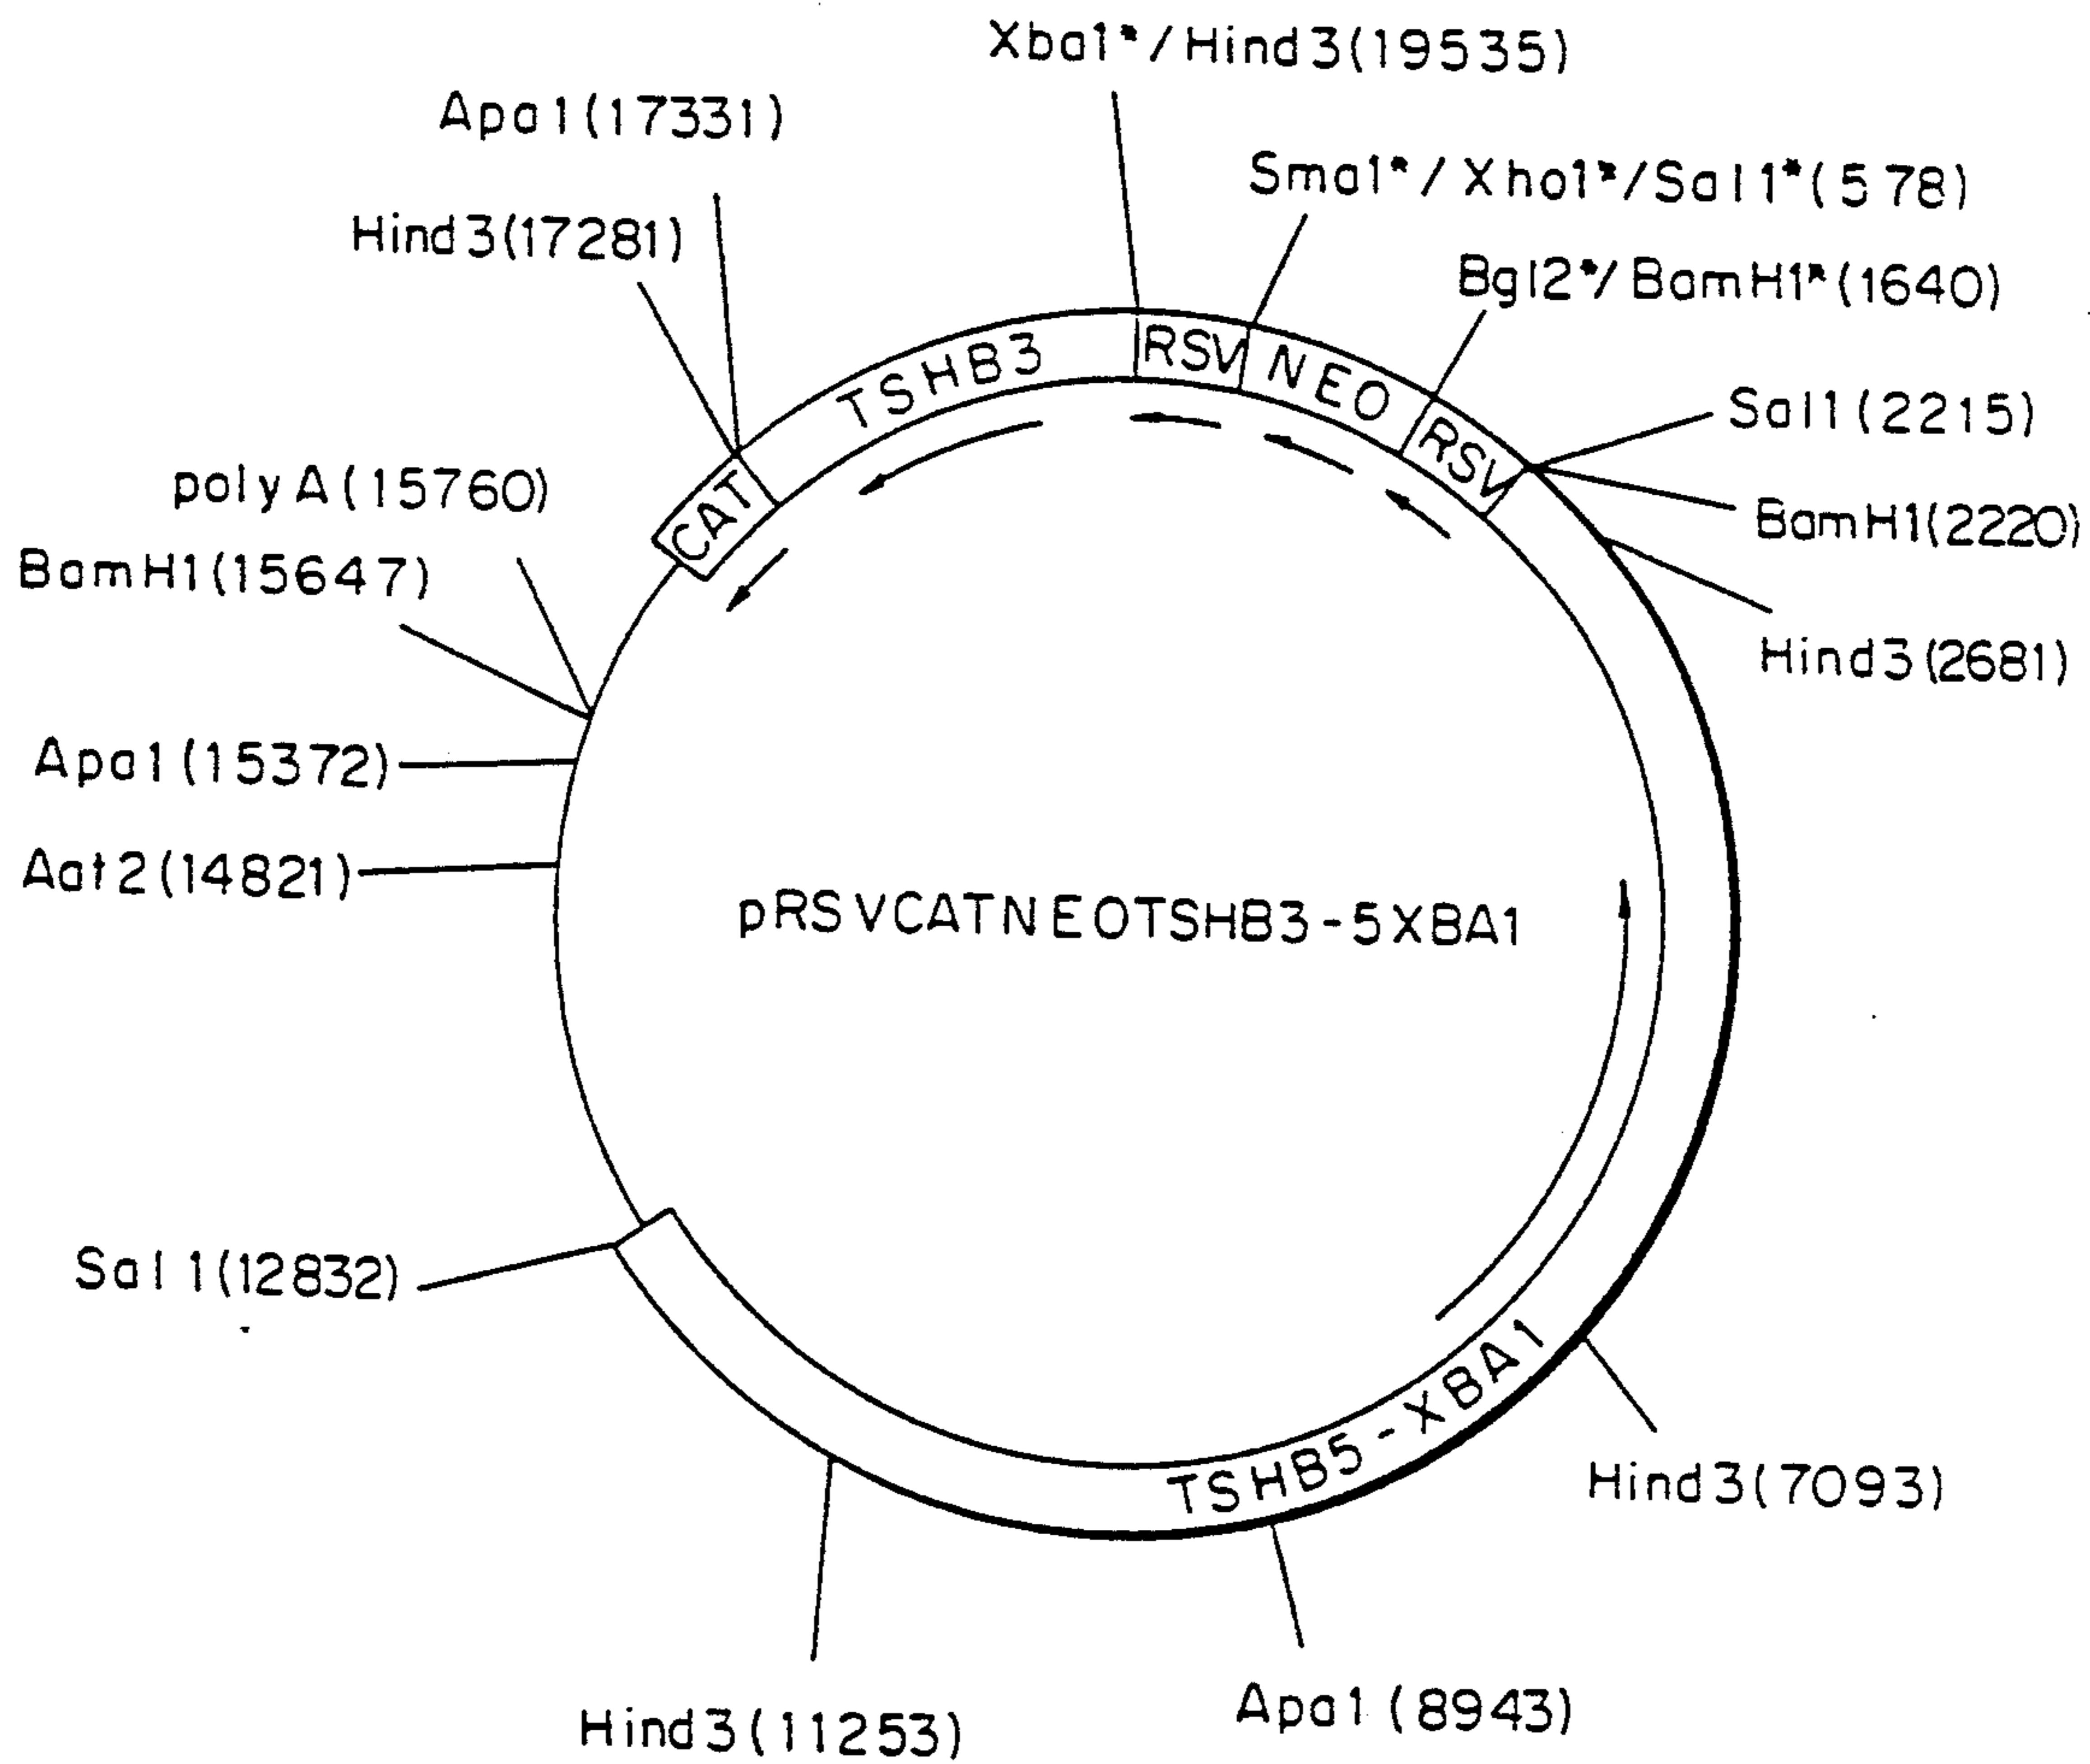 Xba1*/Hind3(19535)
Apa1(17331)
Sma1*/Xho1*/Sal1*(578)
Hind3(17281)
Bgl2*/BamH1*(1640)
TSHB3
RSV
NEO
RSV
Sal1(2215)
CAT
polyA(15760)
BamH1(2220)
BamH1(15647)
Hind3(2681)
Apa1(15372)
Aat2(14821)
pRSVCATNEOTSHB3-5XBA1
Sal1(12832)
TSHB5-XBA1
Hind3(7093)
Apa1(8943)
Hind3(11253)